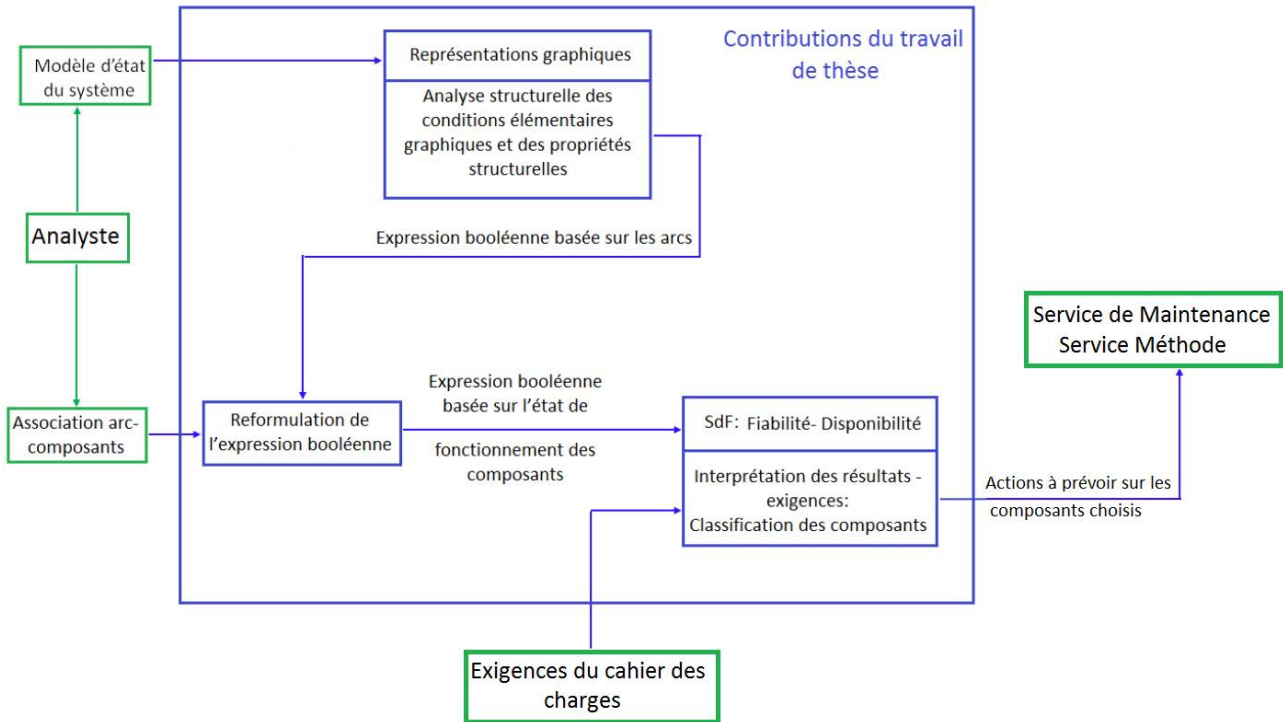 Contributions du travail
de thèse
Modèle d'état
du système
Représentations graphiques
Analyse structurelle des
conditions élémentaires
graphiques et des propriétés
structurelles
Analyste
Expression booléenne basée sur les arcs
Service de Maintenance
Service Méthode
Association arc-
composants
Reformulation de
l'expression booléenne
Expression booléenne
basée sur l'état de
fonctionnement des
composants
SdF: Fiabilité- Disponibilité
Interprétation des résultats -
exigences:
Classification des composants
Actions à prévoir sur les
composants choisis
Exigences du cahier des
charges